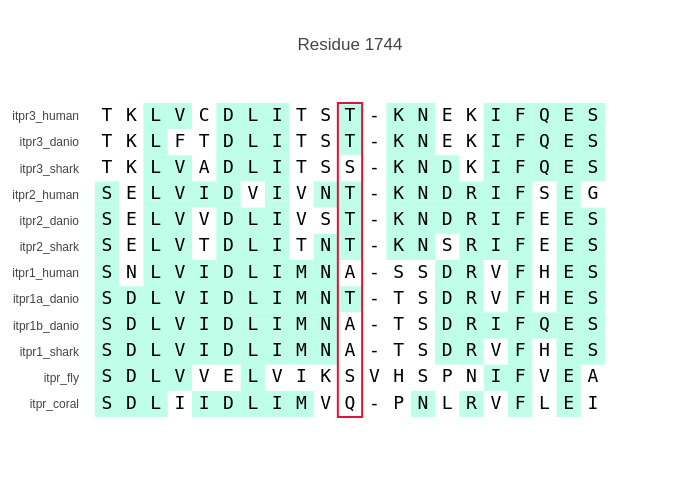 Residue 1744
itpr3_human T K L V C D L I T S T - K N E K I F Q E S
itpr3_danio T K L F T D L I T S T - K N E K I F Q E S
itpr3_shark T K L V A D L I T S S - K N D K I F Q E S
itpr2_human S E L V I D V I V N T - K N D R I F S E G
itpr2_danio S E L V V D L I V S T - K N D R I F E E S
itpr2_shark S E L V T D L I T N T - K N S R I F E E S
itpr1_human S N L V I D L I M N A - S S D R V F H E S
itpr1a_danio S D L V I D L I M N T - T S D R V F H E S
itpr1b_danio S D L V I D L I M N A - T S D R I F Q E S
itpr1_shark S D L V I D L I M N A - T S D R V F H E S
itpr_fly S D L V V E L V I K S V H S P N I F V E A
itpr_coral S D L I I D L I M V Q - P N L R V F L E I